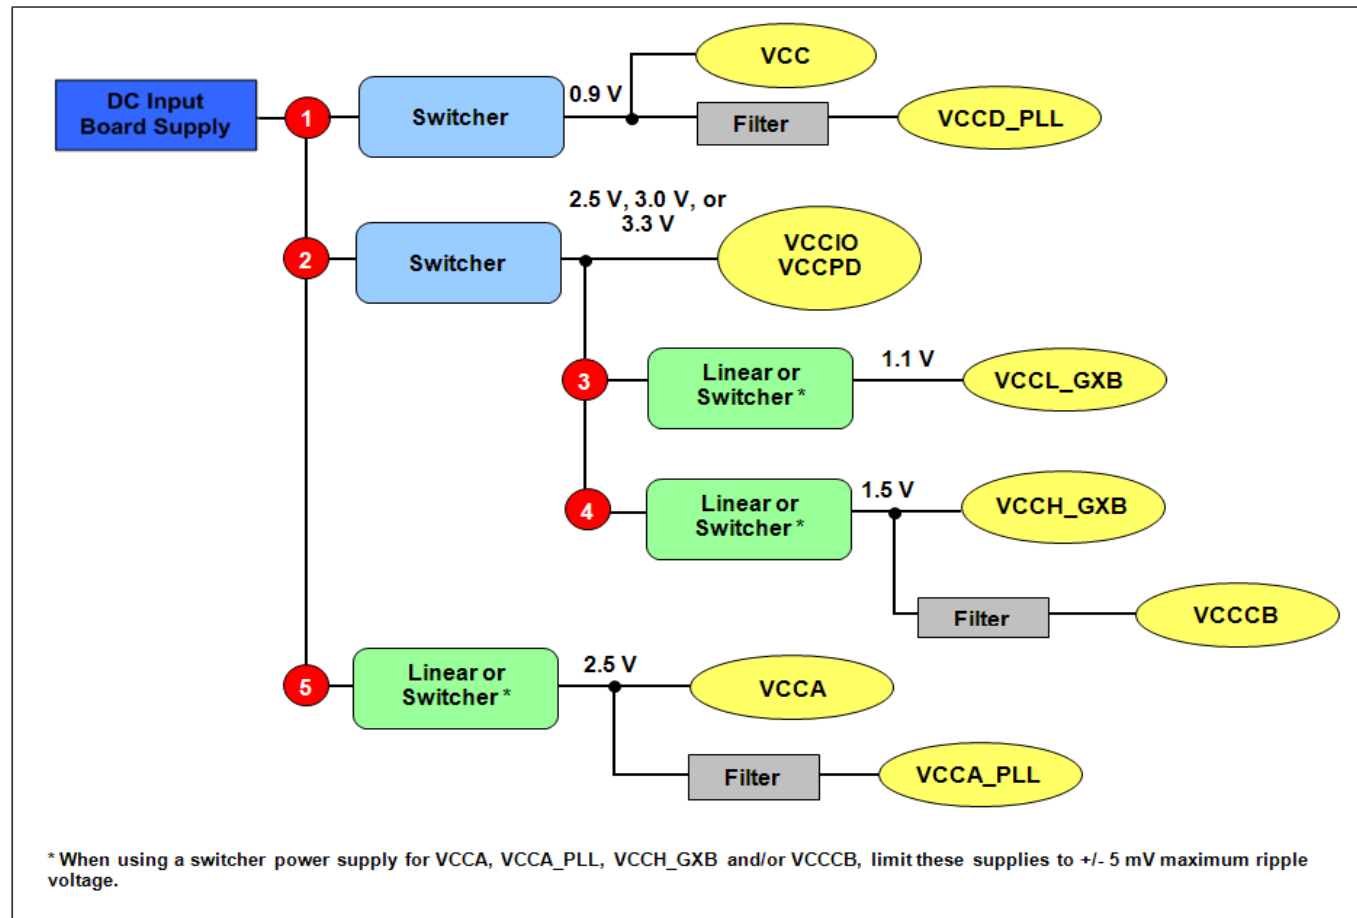 VCC
DC Input
Board Supply
1
Switcher
0.9 V
Filter
VCCD_PLL
2.5 V, 3.0 V, or
3.3 V
2
Switcher
VCCIO
VCCPD
3
Linear or
Switcher *
1.1 V
VCCL_GXB
4
Linear or
Switcher *
1.5 V
VCCH_GXB
Filter
VCCCB
5
Linear or
Switcher *
2.5 V
VCCA
Filter
VCCA_PLL
* When using a switcher power supply for VCCA, VCCA_PLL, VCCH_GXB and/or VCCCB, limit these supplies to +/- 5 mV maximum ripple
voltage.